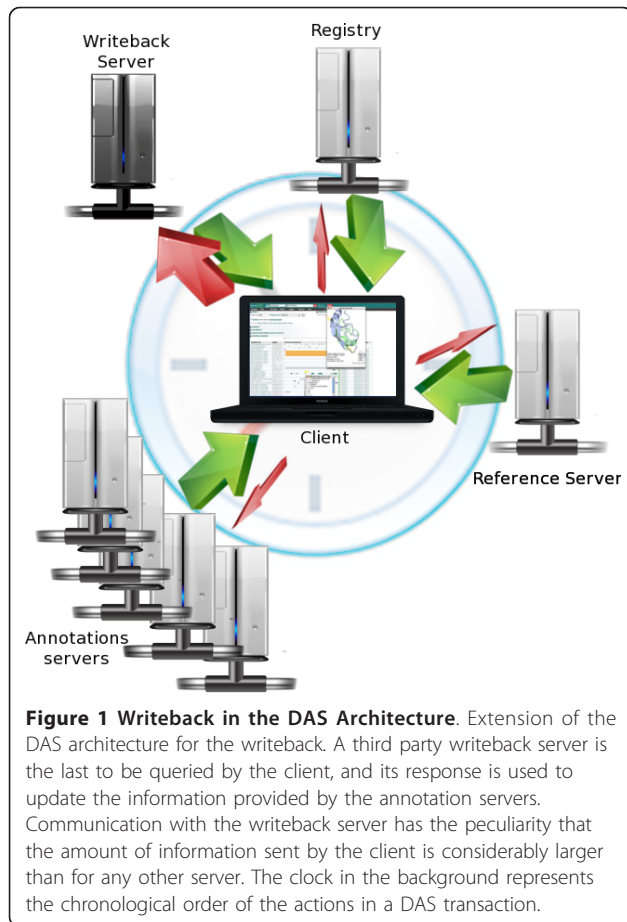 Writeback
Server
Registry
Client
Reference Server
Annotations
servers
Figure 1 Writeback in the DAS Architecture. Extension of the
DAS architecture for the writeback. A third party writeback server is
the last to be queried by the client, and its response is used to
update the information provided by the annotation servers.
Communication with the writeback server has the peculiarity that
the amount of information sent by the client is considerably larger
than for any other server. The clock in the background represents
the chronological order of the actions in a DAS transaction.